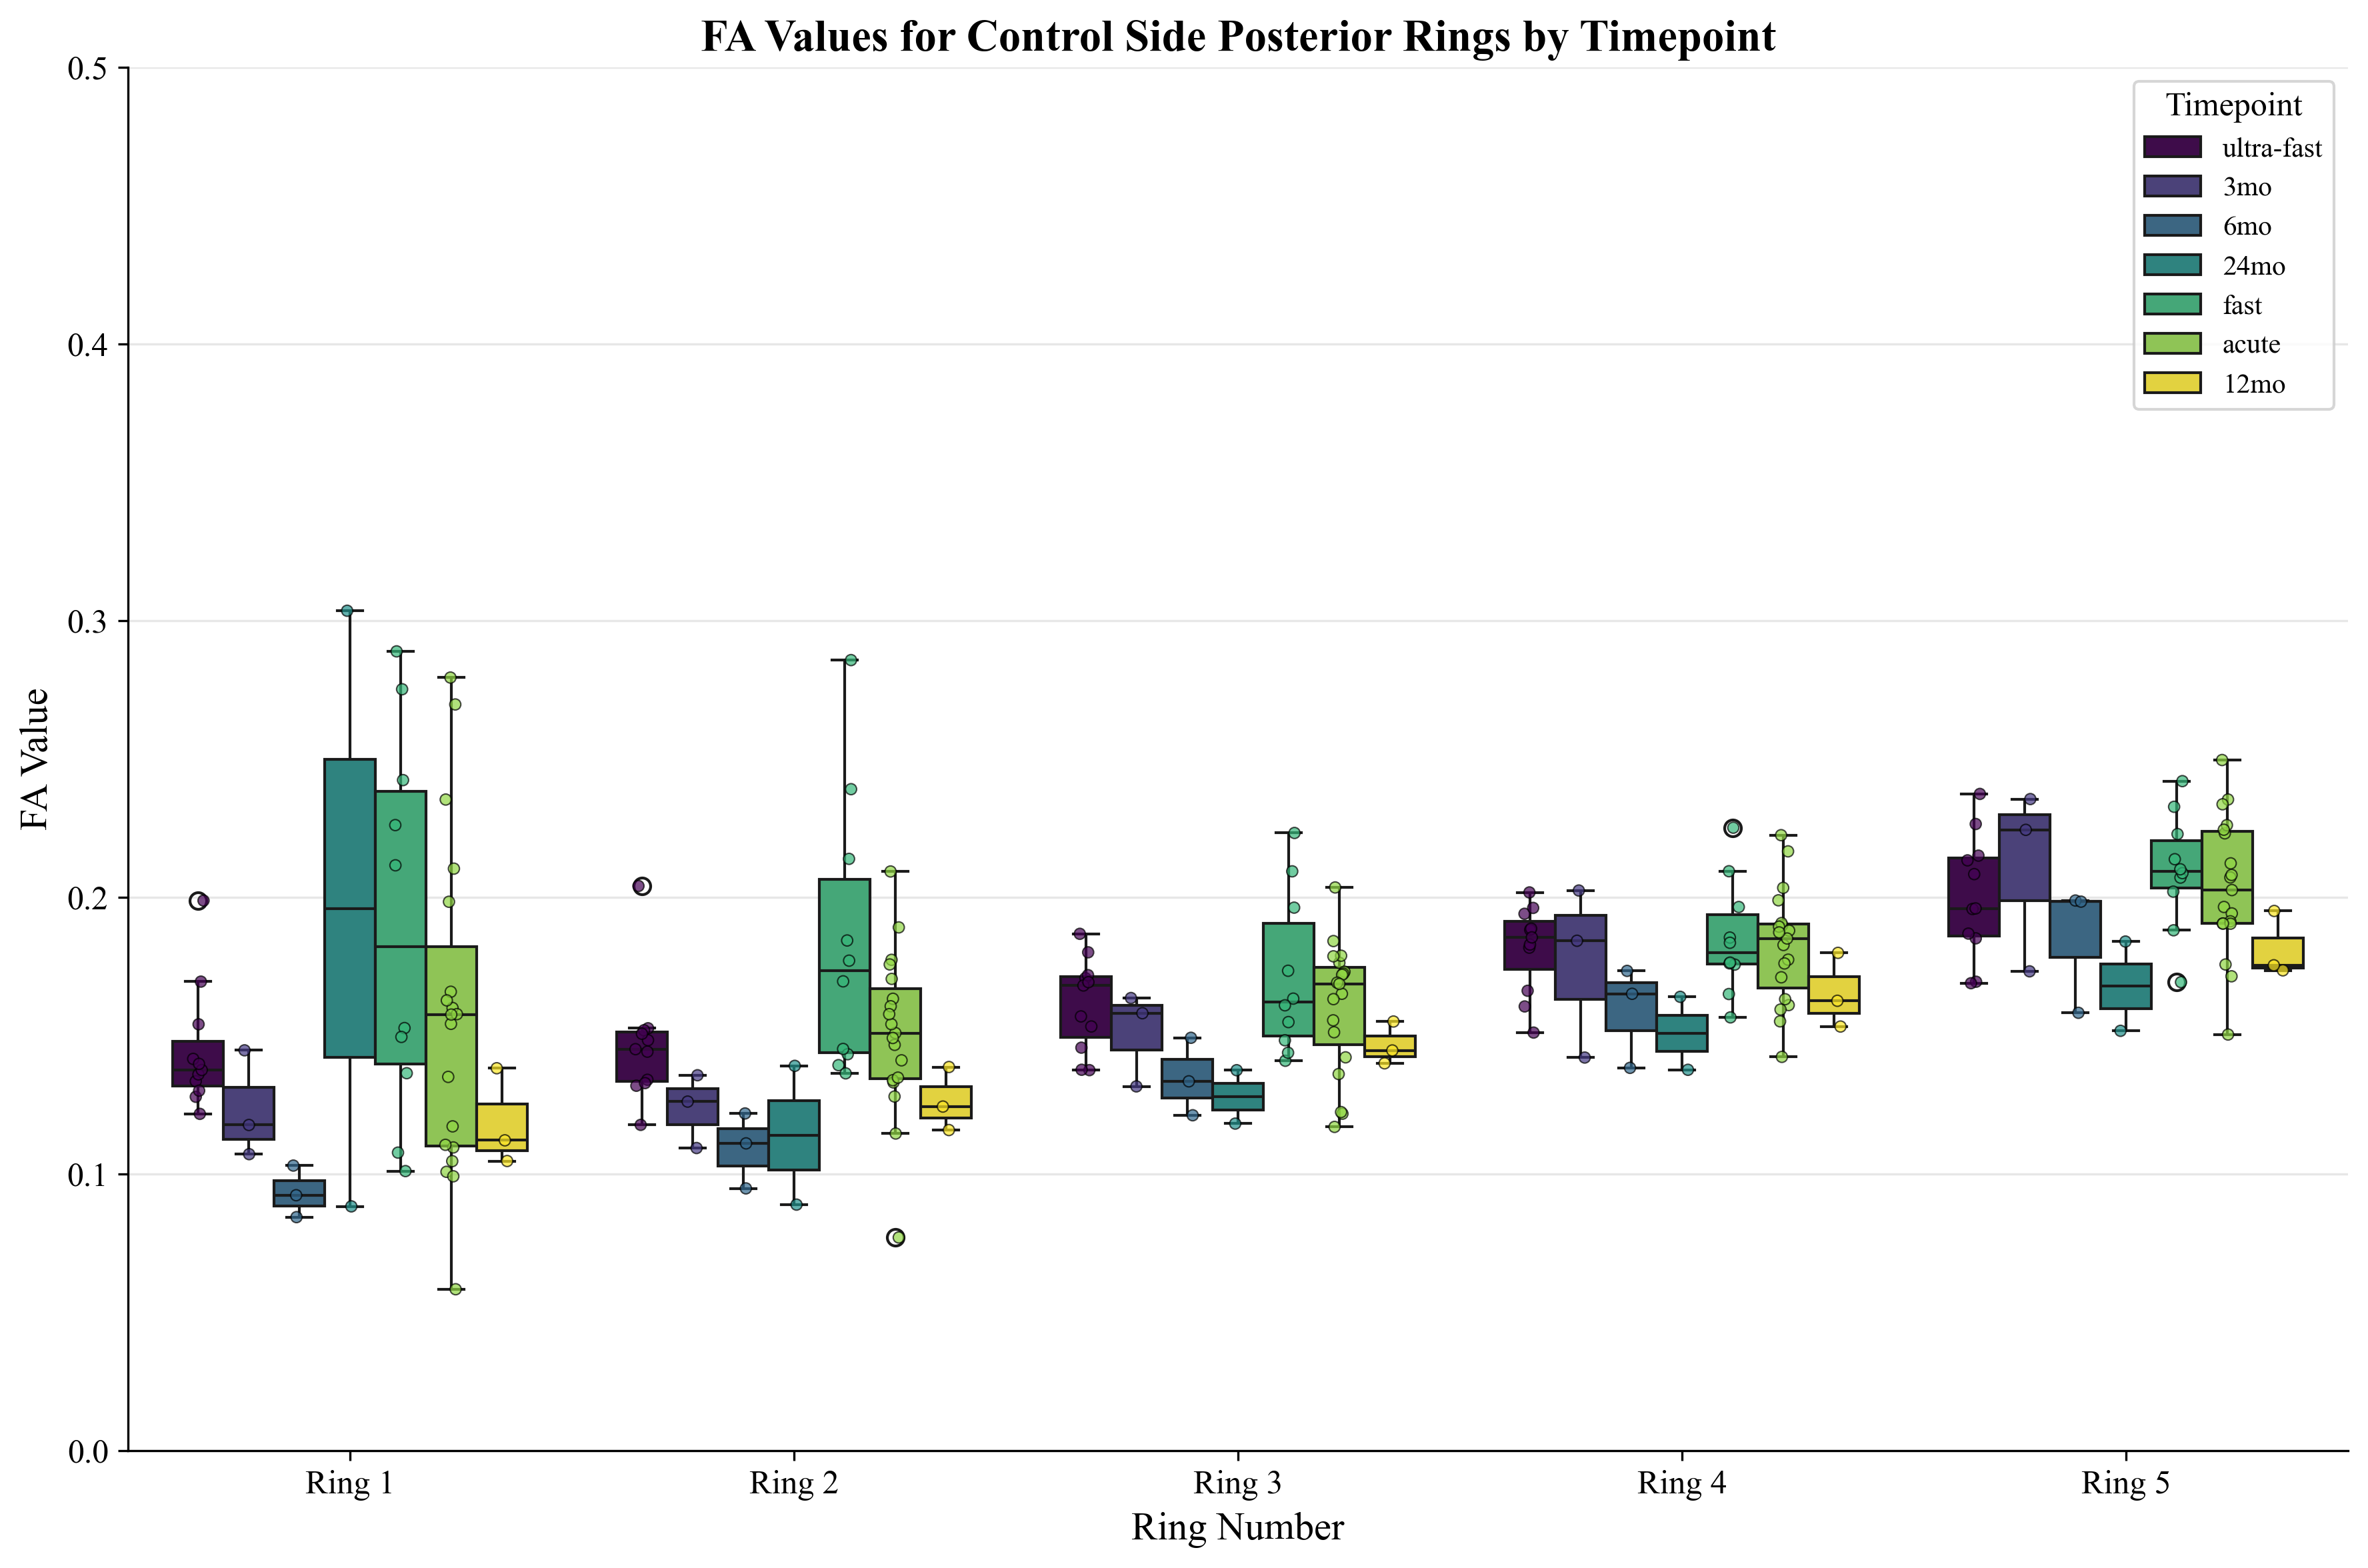 FA Values for Control Side Posterior Rings by Timepoint
0.5
0.4
0.3
0.2
0.1
0.0
FA Value
Timepoint
ultra-fast
3mo
6mo
24mo
fast
acute
12mo
Ring 1
Ring 2
Ring 3
Ring 4
Ring 5
Ring Number